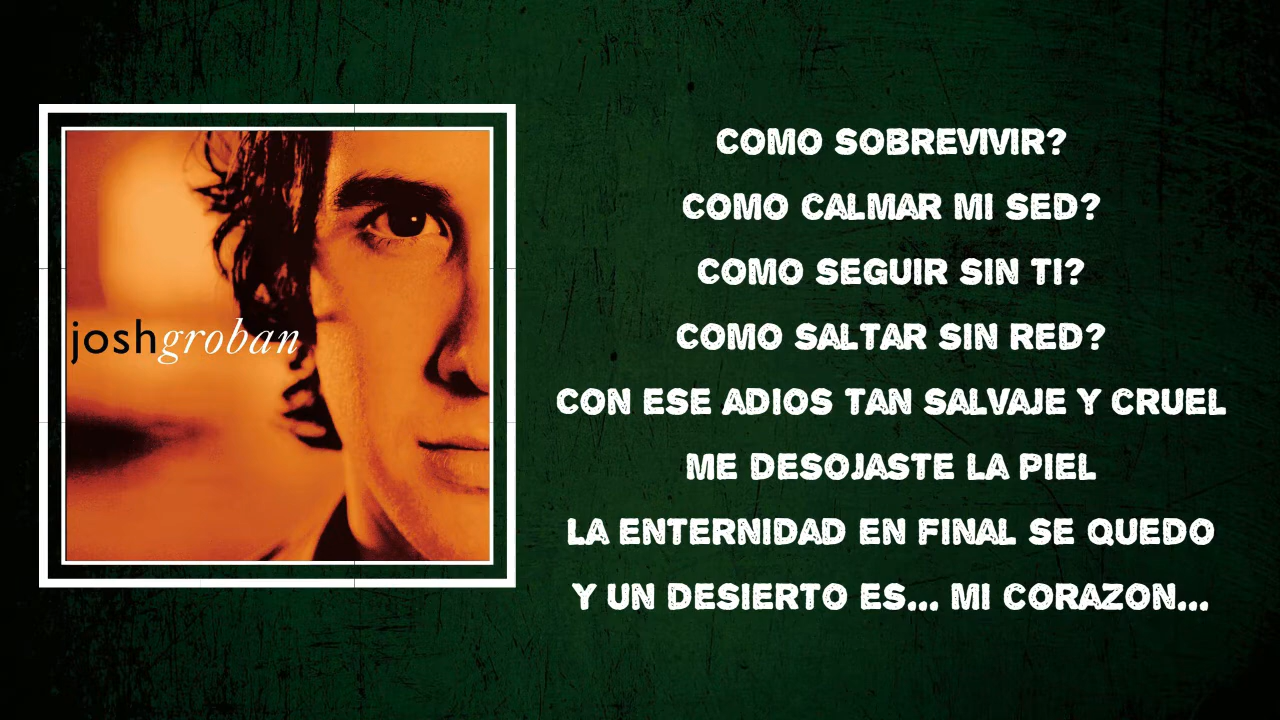 joshgroban
COMO SOBREVIVIR?
COMO CALMAR MI SED?
COMO SEGUIR SIN TI?
COMO SALTAR SIN RED?
CON ESE ADIOS TAN SALVAJE Y CRUEL
ME DESOJASTE LA PIEL
LA ENTERNIDAD EN FINAL SE QUEDO
Y UN DESIERTO ES... MI CORAZON...